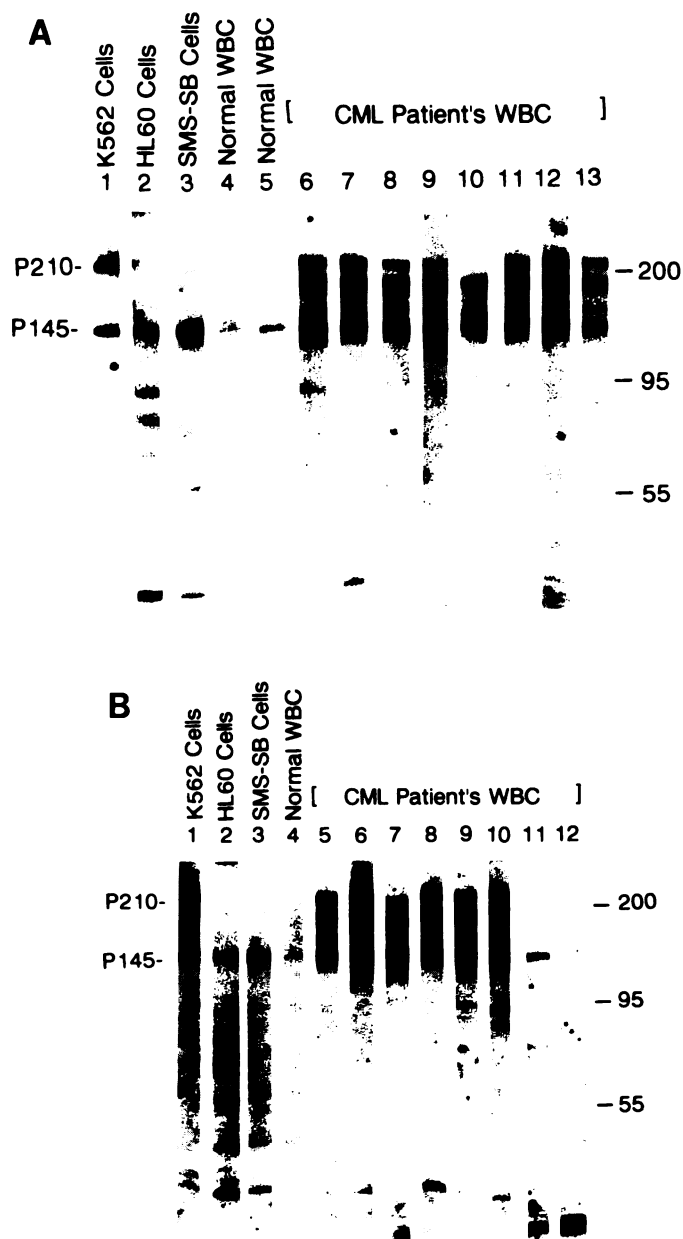 A
K562 Cells
HL60 Cells
SMS-SB Cells
Normal WBC
Normal WBC
[ CML Patient's WBC ]
1 2 3 4 5 6 7 8 9 10 11 12 13
P210-
P145-
— 200
— 95
— 55
B
K562 Cells
HL60 Cells
SMS-SB Cells
Normal WBC
[ CML Patient's WBC ]
1 2 3 4 5 6 7 8 9 10 11 12
P210-
P145-
— 200
— 95
— 55